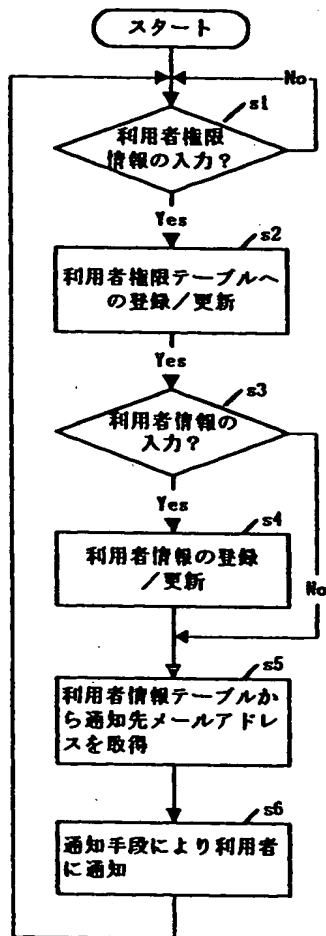 スタート
No
s1
利用者権限
情報の入力？
Yes
s2
利用者権限テーブルへ
の登録／更新
Yes
s3
利用者情報の
入力？
Yes
s4
利用者情報の登録
／更新
No
s5
利用者情報テーブルか
ら通知先メールアドレ
スを取得
s6
通知手段により利用者
に通知